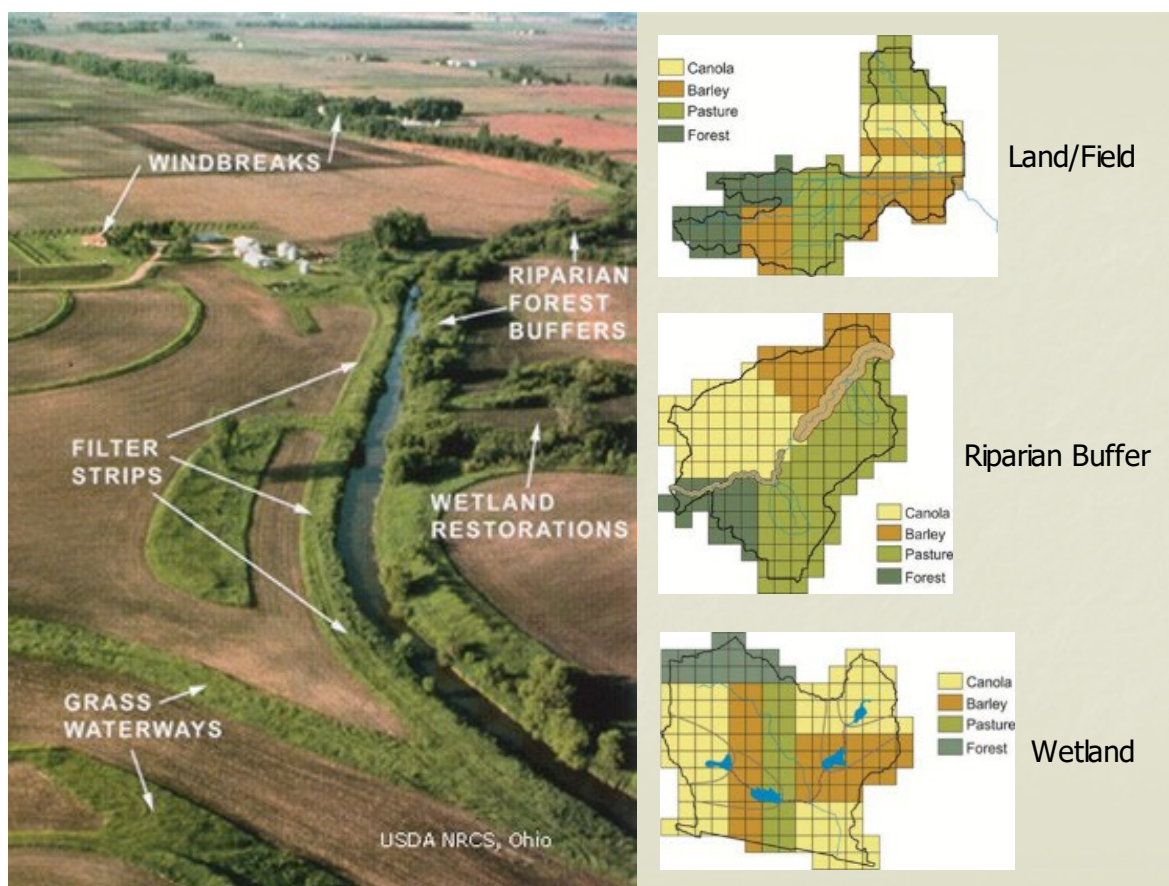 WINDBREAKS
RIPARIAN
FOREST
BUFFERS
FILTER
STRIPS
WETLAND
RESTORATIONS
GRASS
WATERWAYS
USDA NRCS, Ohio
Canola
Barley
Pasture
Forest
Land/Field
Riparian Buffer
Canola
Barley
Pasture
Forest
Canola
Barley
Pasture
Forest
Wetland